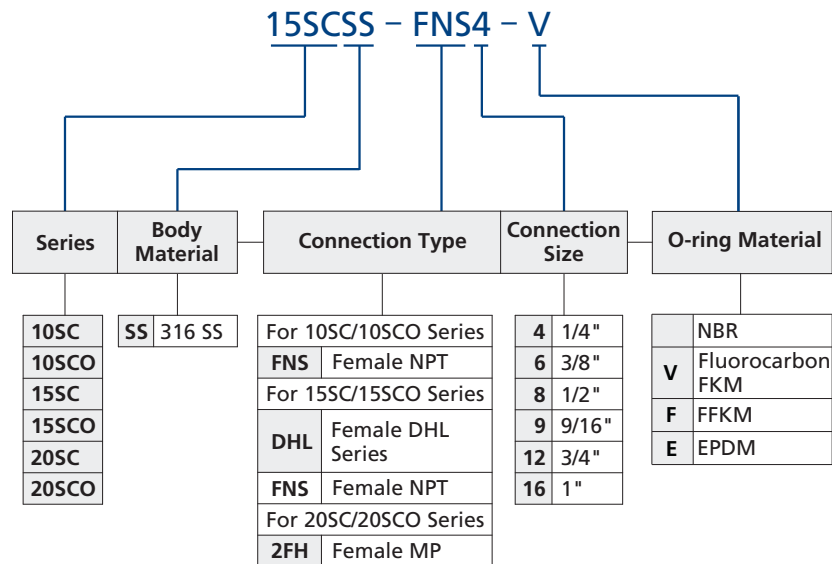 15SCSS – FNS4 – V
Series
Body
Material
Connection Type
Connection
Size
O-ring Material
10SC
10SCO
15SC
15SCO
20SC
20SCO
SS 316 SS
For 10SC/10SCO Series
FNS Female NPT
For 15SC/15SCO Series
DHL Female DHL
Series
FNS Female NPT
For 20SC/20SCO Series
2FH Female MP
4 1/4"
6 3/8"
8 1/2"
9 9/16"
12 3/4"
16 1"
NBR
V Fluorocarbon
FKM
F FFKM
E EPDM